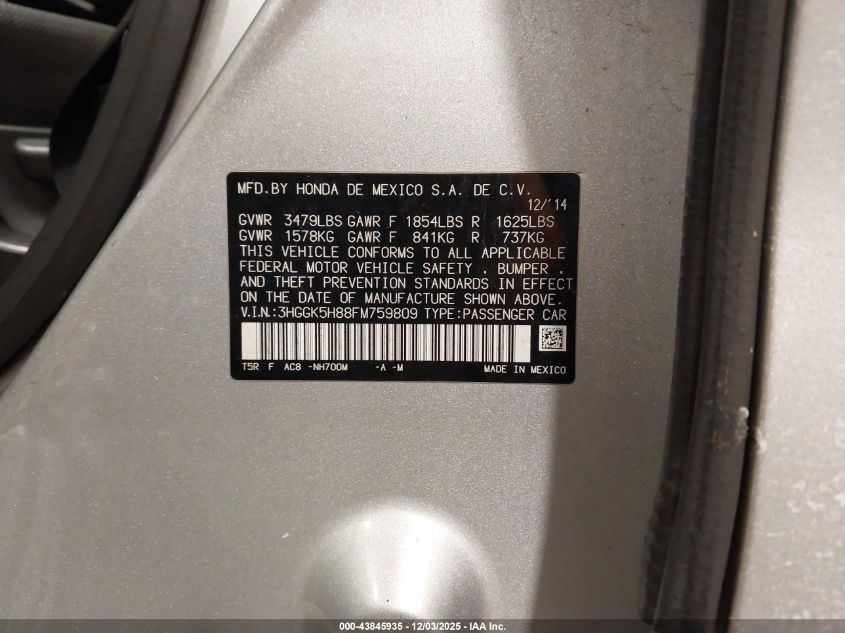 MFD.BY HONDA DE MEXICO S.A. DE C.V.
12/'14
GVWR 3479LBS GAWR F 1854LBS R 1625LBS
GVWR 1578KG GAWR F 841KG R 737KG
THIS VEHICLE CONFORMS TO ALL APPLICABLE
FEDERAL MOTOR VEHICLE SAFETY , BUMPER ,
AND THEFT PREVENTION STANDARDS IN EFFECT
ON THE DATE OF MANUFACTURE SHOWN ABOVE.
V.I.N.:3HGGK5H88FM759809 TYPE:PASSENGER CAR
T5R F AC8 -NH700M -A -M MADE IN MEXICO
000-43845935 - 12/03/2025 - IAA Inc.